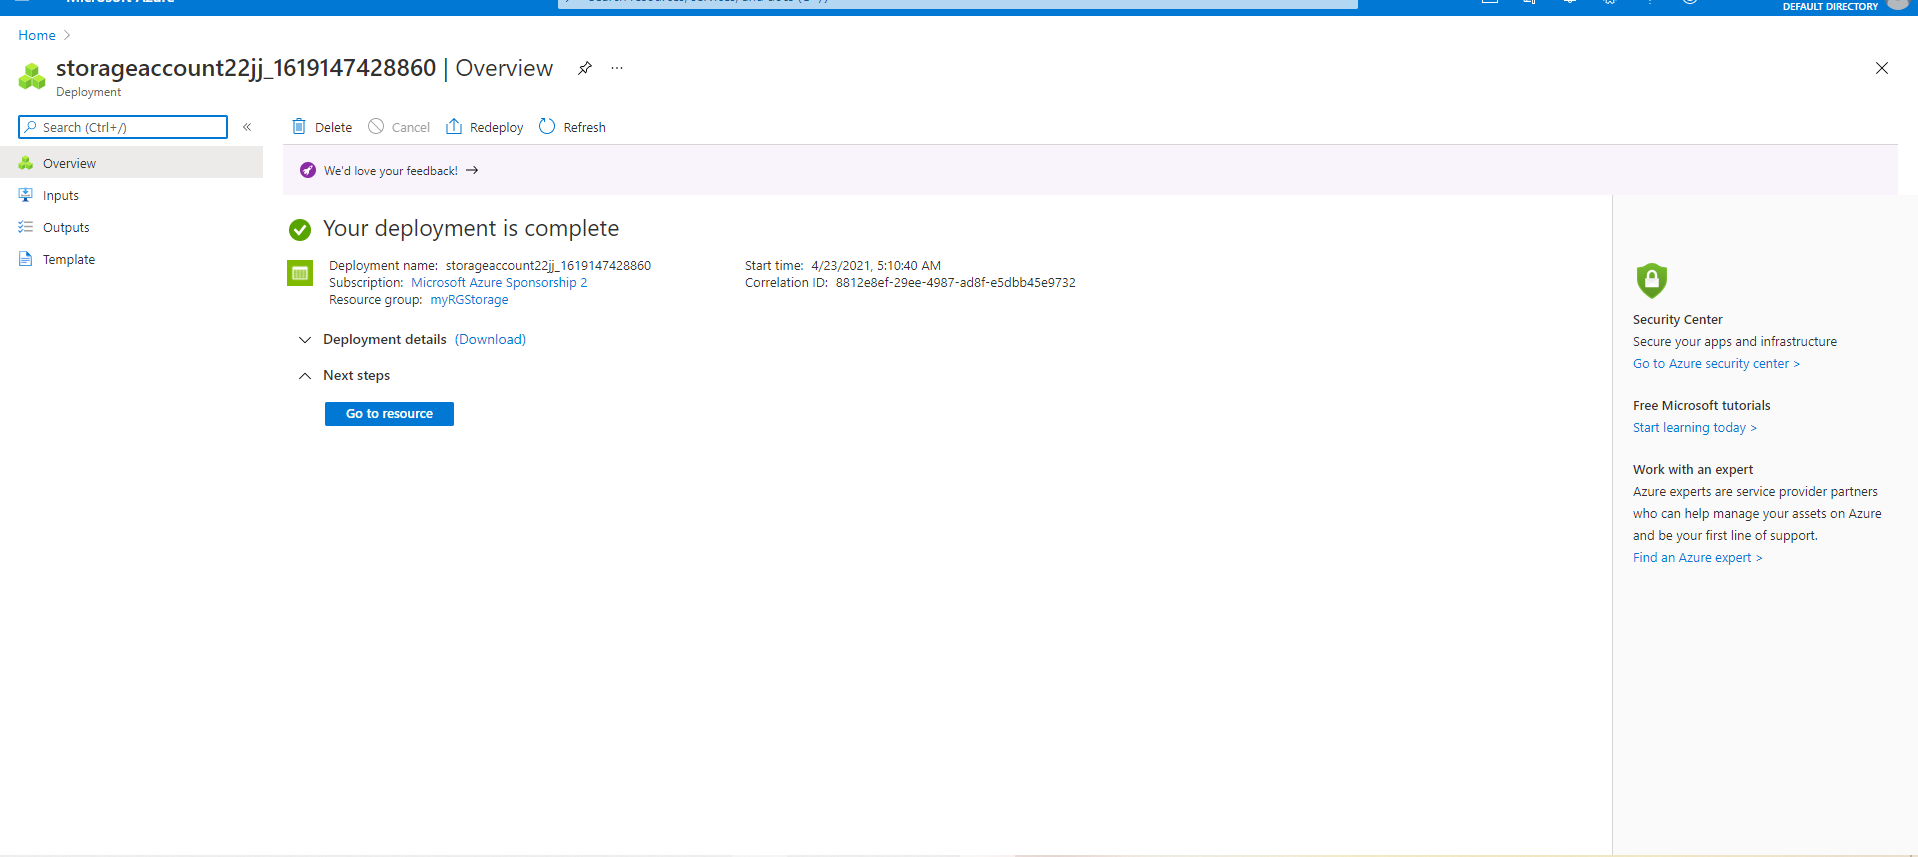 Microsoft Azure
DEFAULT DIRECTORY
Home
storageaccount22jj_1619147428860 | Overview
Deployment
Search (Ctrl+/)
Delete
Cancel
Redeploy
Refresh
Overview
Inputs
Outputs
Template
We'd love your feedback!
Your deployment is complete
Deployment name: storageaccount22jj_1619147428860
Subscription: Microsoft Azure Sponsorship 2
Resource group: myRGStorage
Start time: 4/23/2021, 5:10:40 AM
Correlation ID: 8812e8ef-29ee-4987-ad8f-e5dbb45e9732
Deployment details (Download)
Next steps
Go to resource
Security Center
Secure your apps and infrastructure
Go to Azure security center >
Free Microsoft tutorials
Start learning today >
Work with an expert
Azure experts are service provider partners
who can help manage your assets on Azure
and be your first line of support.
Find an Azure expert >